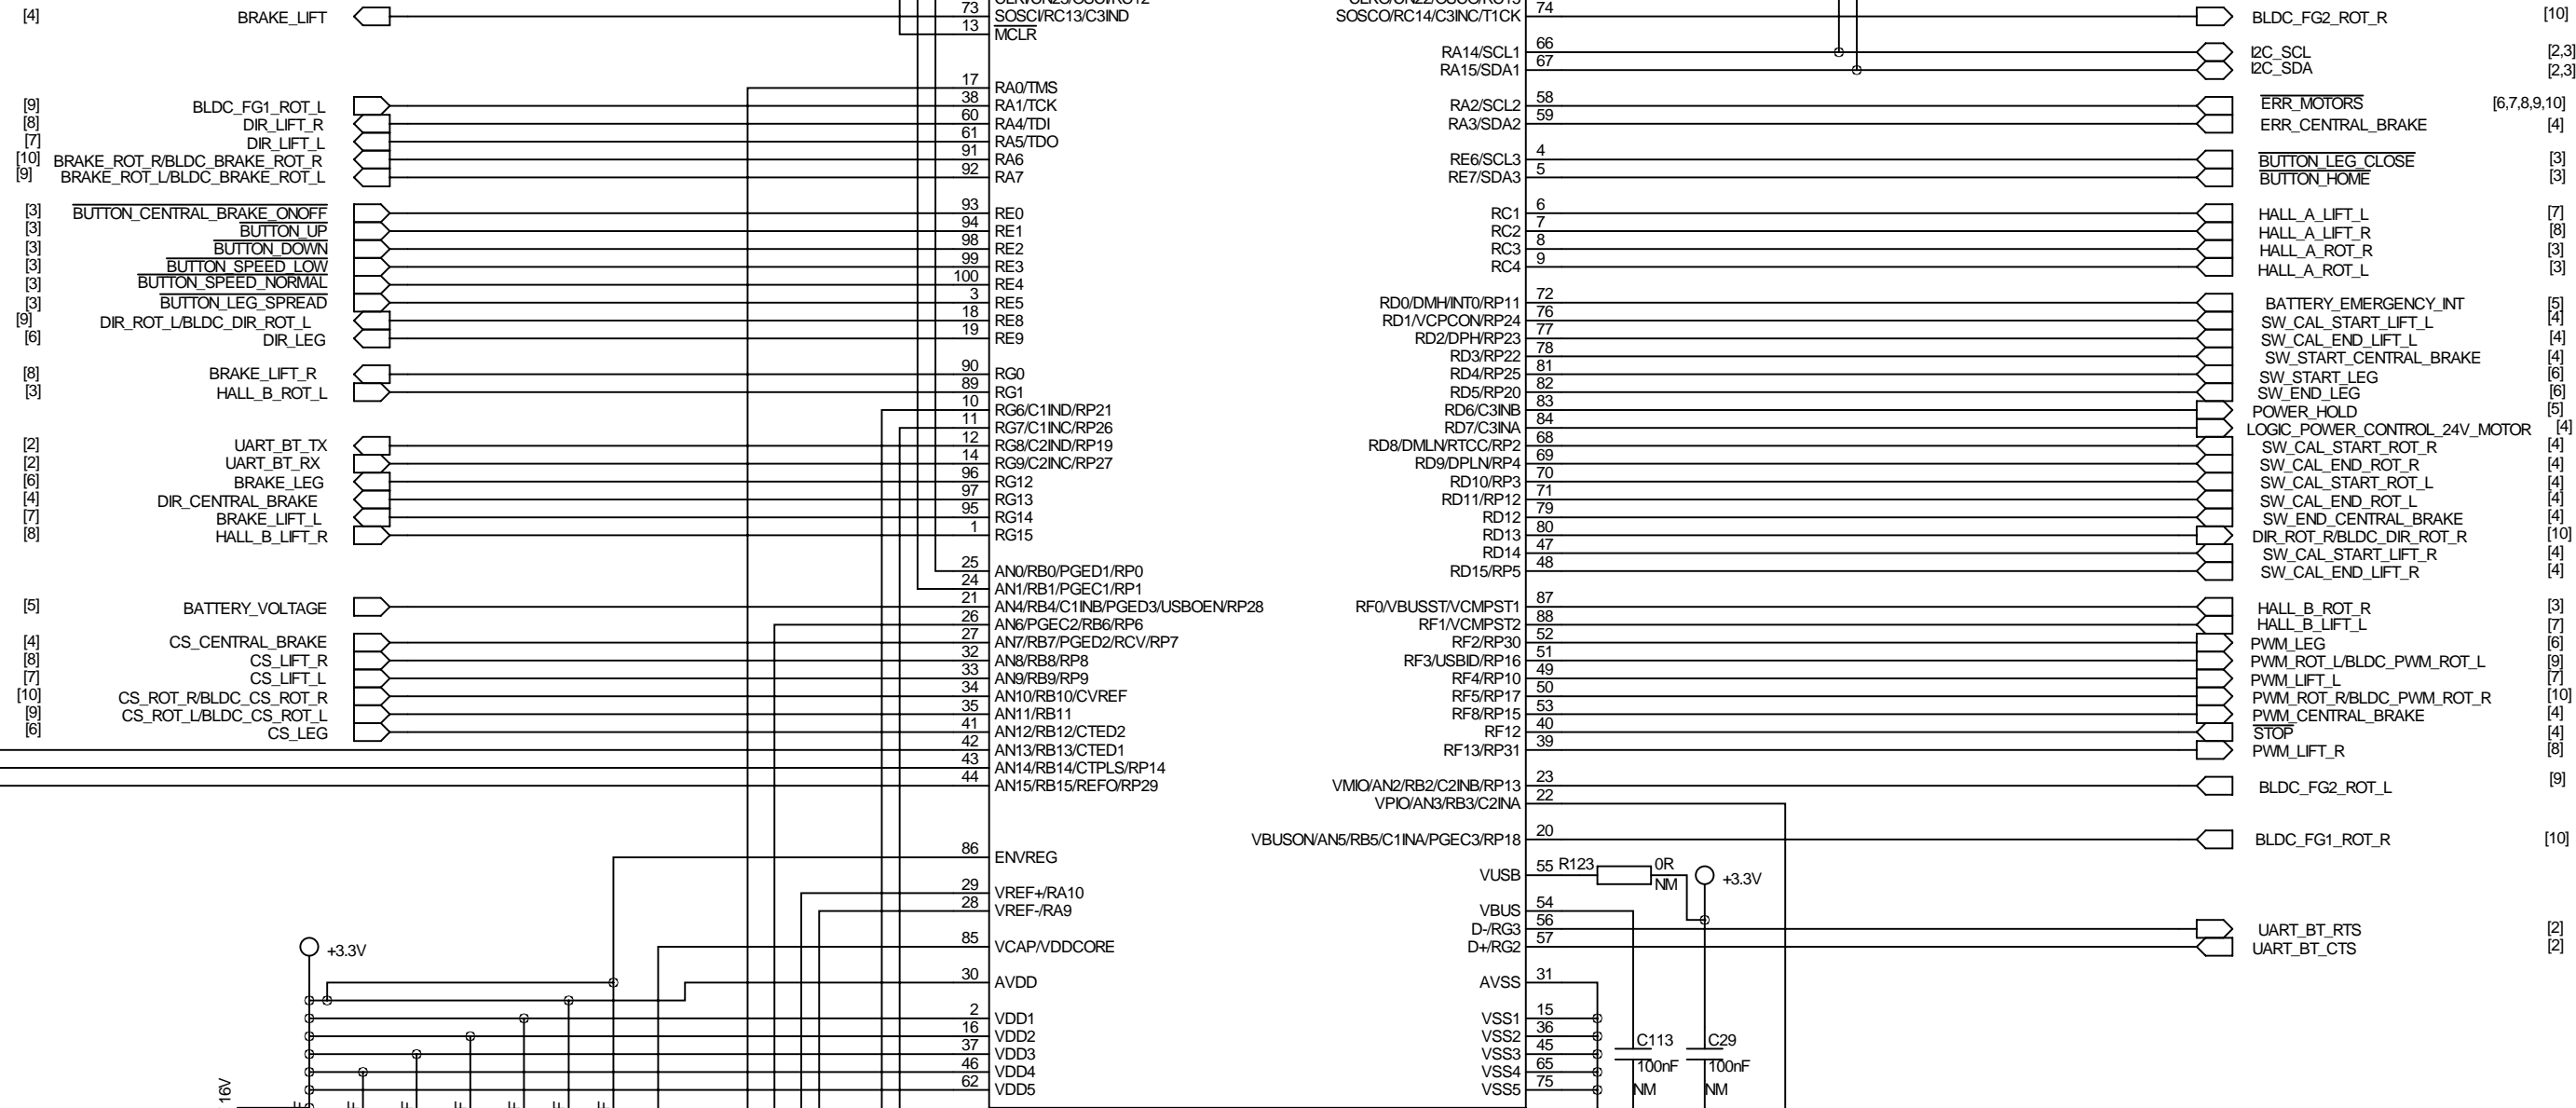 [4] BRAKE_LIFT 73 SOSCI/RC13/C3IND
13 MCLR
17 RA0/TMS
[9] BLDC_FG1_ROT_L 38 RA1/TCK
[8] DIR_LIFT_R 60 RA4/TDI
[7] DIR_LIFT_L 61 RA5/TDO
[10] BRAKE_ROT_R/BLDC_BRAKE_ROT_R 91 RA6
[9] BRAKE_ROT_L/BLDC_BRAKE_ROT_L 92 RA7
[3] BUTTON_CENTRAL_BRAKE_ONOFF 93 RE0
[3] BUTTON_UP 94 RE1
[3] BUTTON_DOWN 98 RE2
[3] BUTTON_SPEED_LOW 99 RE3
[3] BUTTON_SPEED_NORMAL 100 RE4
[3] BUTTON_LEG_SPREAD 3 RE5
[9] DIR_ROT_L/BLDC_DIR_ROT_L 18 RE8
[6] DIR_LEG 19 RE9
[8] BRAKE_LIFT_R 90 RG0
[3] HALL_B_ROT_L 89 RG1
10 RG6/C1IND/RP21
11 RG7/C1INC/RP26
[2] UART_BT_TX 12 RG8/C2IND/RP19
[2] UART_BT_RX 14 RG9/C2INC/RP27
[6] BRAKE_LEG 96 RG12
[4] DIR_CENTRAL_BRAKE 97 RG13
[7] BRAKE_LIFT_L 95 RG14
[8] HALL_B_LIFT_R 1 RG15
25 AN0/RB0/PGED1/RP0
24 AN1/RB1/PGEC1/RP1
[5] BATTERY_VOLTAGE 21 AN4/RB4/C1INB/PGED3/USBOEN/RP28
26 AN6/PGEC2/RB6/RP6
[4] CS_CENTRAL_BRAKE 27 AN7/RB7/PGED2/RCV/RP7
[8] CS_LIFT_R 32 AN8/RB8/RP8
[7] CS_LIFT_L 33 AN9/RB9/RP9
[10] CS_ROT_R/BLDC_CS_ROT_R 34 AN10/RB10/CVREF
[9] CS_ROT_L/BLDC_CS_ROT_L 35 AN11/RB11
[6] CS_LEG 41 AN12/RB12/CTED2
42 AN13/RB13/CTED1
43 AN14/RB14/CTPLS/RP14
44 AN15/RB15/REFO/RP29
86 ENVREG
29 VREF+/RA10
28 VREF-/RA9
85 VCAP/VDDCORE
+3.3V
30 AVDD
2 VDD1
16 VDD2
37 VDD3
46 VDD4
62 VDD5
16V
SOSCO/RC14/C3INC/T1CK 74 BLDC_FG2_ROT_R [10]
RA14/SCL1 66 I2C_SCL [2,3]
RA15/SDA1 67 I2C_SDA [2,3]
RA2/SCL2 58 ERR_MOTORS [6,7,8,9,10]
RA3/SDA2 59 ERR_CENTRAL_BRAKE [4]
RE6/SCL3 4 BUTTON_LEG_CLOSE [3]
RE7/SDA3 5 BUTTON_HOME [3]
RC1 6 HALL_A_LIFT_L [7]
RC2 7 HALL_A_LIFT_R [8]
RC3 8 HALL_A_ROT_R [3]
RC4 9 HALL_A_ROT_L [3]
RD0/DMH/INT0/RP11 72 BATTERY_EMERGENCY_INT [5]
RD1/VCPCON/RP24 76 SW_CAL_START_LIFT_L [4]
RD2/DPH/RP23 77 SW_CAL_END_LIFT_L [4]
RD3/RP22 78 SW_START_CENTRAL_BRAKE [4]
RD4/RP25 81 SW_START_LEG [6]
RD5/RP20 82 SW_END_LEG [6]
RD6/C3INB 83 POWER_HOLD [5]
RD7/C3INA 84 LOGIC_POWER_CONTROL_24V_MOTOR [4]
RD8/DMLN/RTCC/RP2 68 SW_CAL_START_ROT_R [4]
RD9/DPLN/RP4 69 SW_CAL_END_ROT_R [4]
RD10/RP3 70 SW_CAL_START_ROT_L [4]
RD11/RP12 71 SW_CAL_END_ROT_L [4]
RD12 79 SW_END_CENTRAL_BRAKE [4]
RD13 80 DIR_ROT_R/BLDC_DIR_ROT_R [10]
RD14 47 SW_CAL_START_LIFT_R [4]
RD15/RP5 48 SW_CAL_END_LIFT_R [4]
RF0/VBUSST/VCMPST1 87 HALL_B_ROT_R [3]
RF1/VCMPST2 88 HALL_B_LIFT_L [7]
RF2/RP30 52 PWM_LEG [6]
RF3/USBID/RP16 51 PWM_ROT_L/BLDC_PWM_ROT_L [9]
RF4/RP10 49 PWM_LIFT_L [7]
RF5/RP17 50 PWM_ROT_R/BLDC_PWM_ROT_R [10]
RF8/RP15 53 PWM_CENTRAL_BRAKE [4]
RF12 40 STOP [4]
RF13/RP31 39 PWM_LIFT_R [8]
VMIO/AN2/RB2/C2INB/RP13 23 BLDC_FG2_ROT_L [9]
VPIO/AN3/RB3/C2INA 22
VBUSON/AN5/RB5/C1INA/PGEC3/RP18 20 BLDC_FG1_ROT_R [10]
VUSB 55 R123 0R NM +3.3V
VBUS 54
D-/RG3 56 UART_BT_RTS [2]
D+/RG2 57 UART_BT_CTS [2]
AVSS 31
VSS1 15
VSS2 36
VSS3 45
VSS4 65
VSS5 75
C113 100nF NM
C29 100nF NM